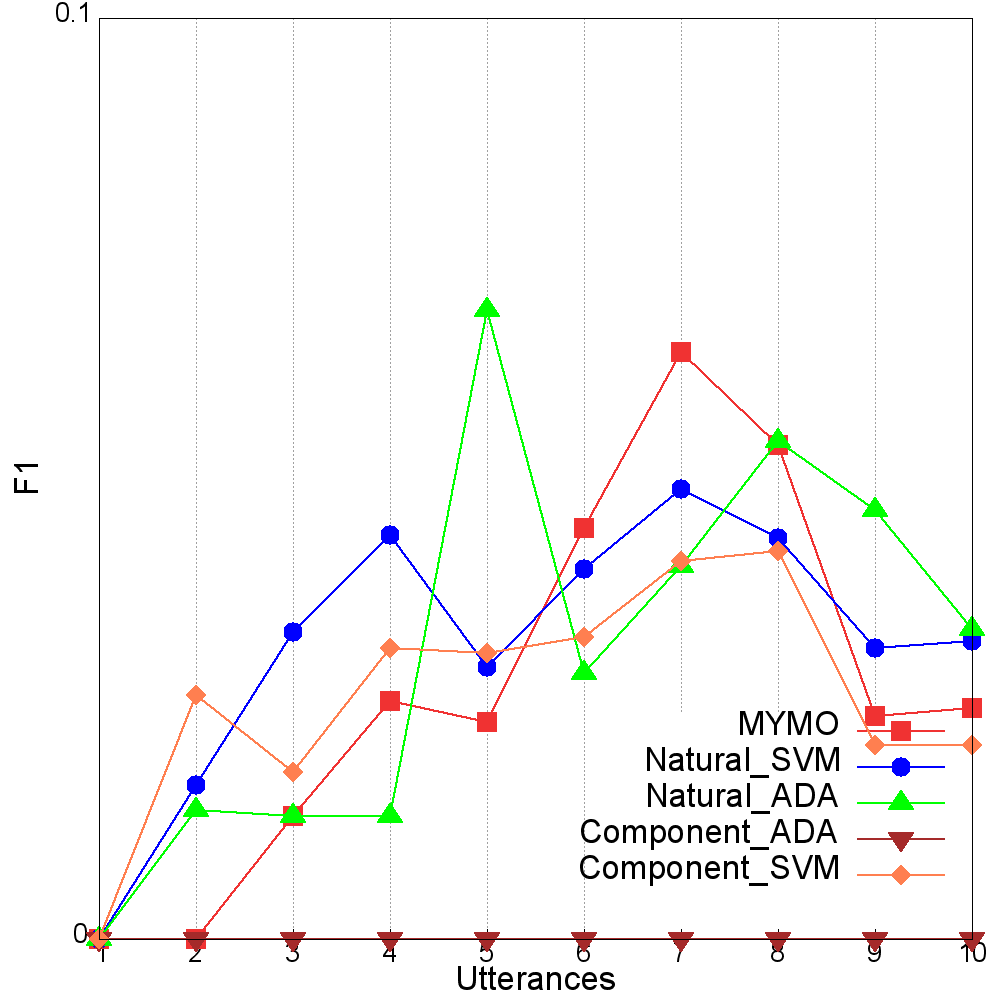 0.1
F1
MYMO
Natural_SVM
Natural_ADA
Component_ADA
Component_SVM
0
1 2 3 4 5 6 7 8 9 10
Utterances